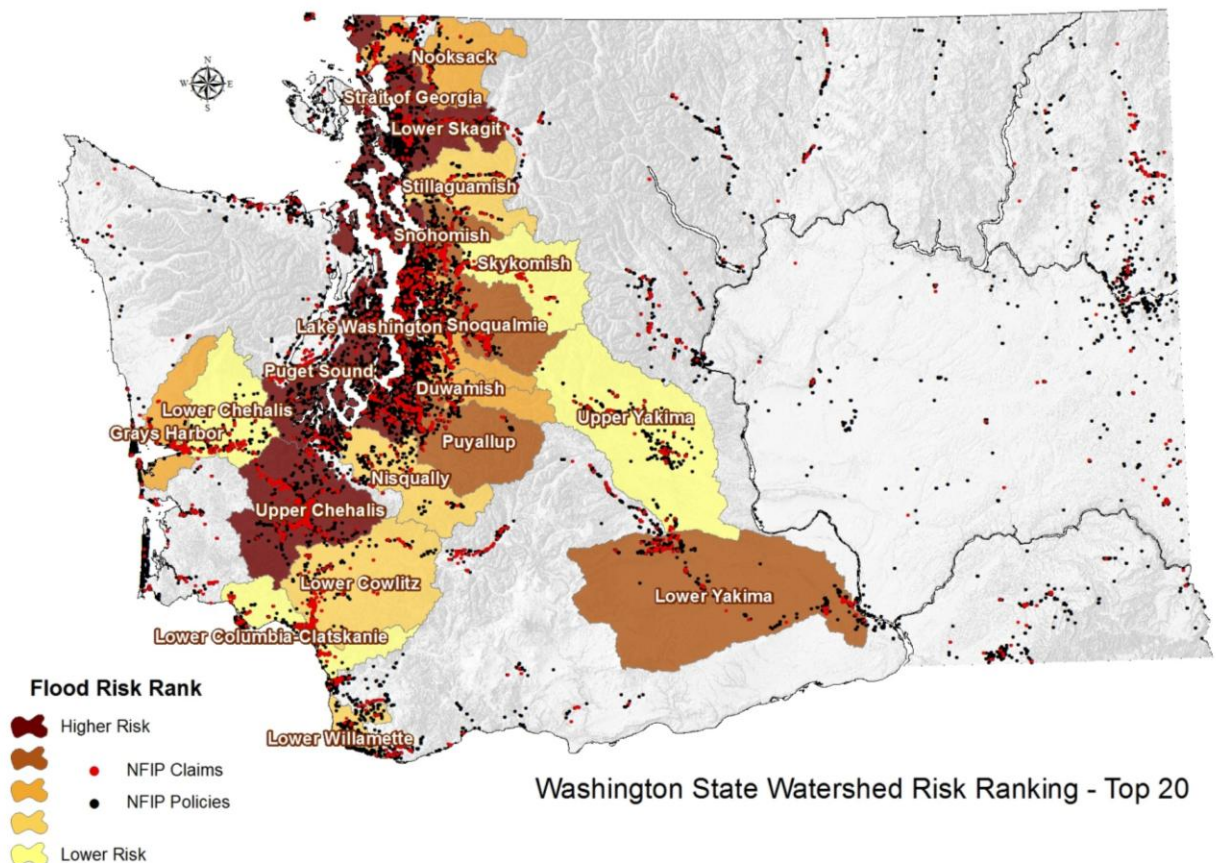 N
W
E
S
Nooksack
Strait of Georgia
Lower Skagit
Stillaguamish
Snohomish
Skykomish
Lake Washington
Snoqualmie
Puget Sound
Duwamish
Lower Chehalis
Upper Yakima
Grays Harbor
Puyallup
Nisqually
Upper Chehalis
Lower Cowlitz
Lower Yakima
Lower Columbia-Clatskanie
Lower Willamette
Flood Risk Rank
Higher Risk
NFIP Claims
NFIP Policies
Lower Risk
Washington State Watershed Risk Ranking - Top 20